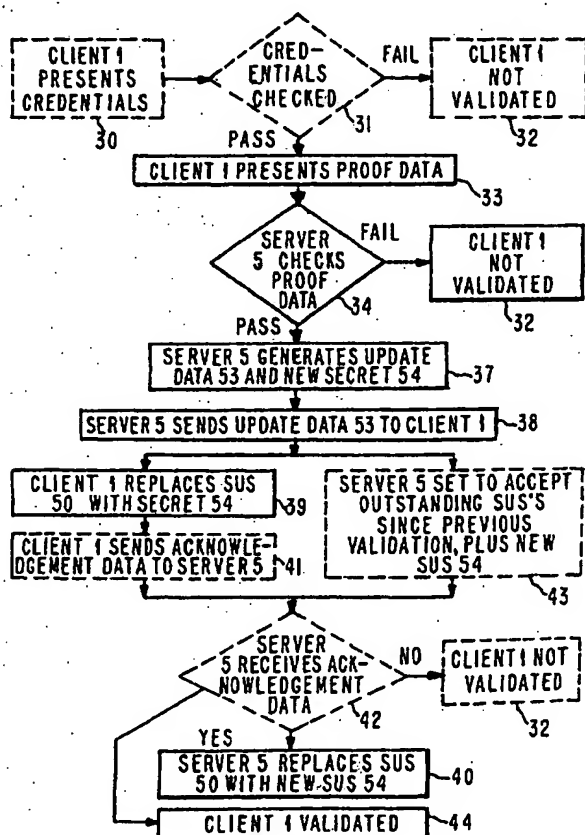 CLIENT 1
PRESENTS
CREDENTIALS
30
CRED-
ENTIALS
CHECKED
31
FAIL
CLIENT 1
NOT
VALIDATED
32
PASS
CLIENT 1 PRESENTS PROOF DATA
33
SERVER
5 CHECKS
PROOF
DATA
34
FAIL
CLIENT 1
NOT
VALIDATED
32
PASS
SERVER 5 GENERATES UPDATE
DATA 53 AND NEW SECRET 54
37
SERVER 5 SENDS UPDATE DATA 53 TO CLIENT 1
38
CLIENT 1 REPLACES SUS
50 WITH SECRET 54
39
CLIENT 1 SENDS ACKNOWLE-
DGEMENT DATA TO SERVER 5
41
SERVER 5 SET TO ACCEPT
OUTSTANDING SUS'S
SINCE PREVIOUS
VALIDATION, PLUS NEW
SUS 54
43
SERVER
5 RECEIVES ACK-
NOWLEDGEMENT
DATA
42
NO
CLIENT 1 NOT
VALIDATED
32
YES
SERVER 5 REPLACES SUS
50 WITH NEW SUS 54
40
CLIENT 1 VALIDATED
44